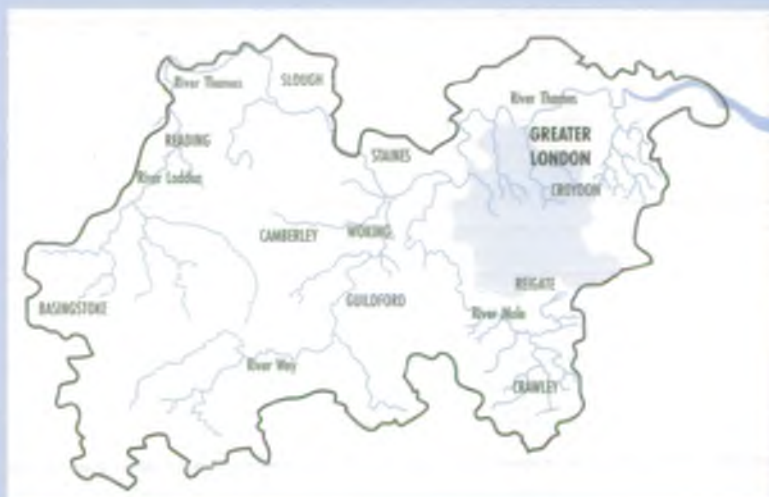 River Thames
SLOUGH
River Thames
READING
GREATER
LONDON
STAINES
River Loddon
CROYDON
CAMBERLEY
WOKING
REIGATE
BASINGSTOKE
GUILDFORD
River Mole
River Wey
CRAWLEY